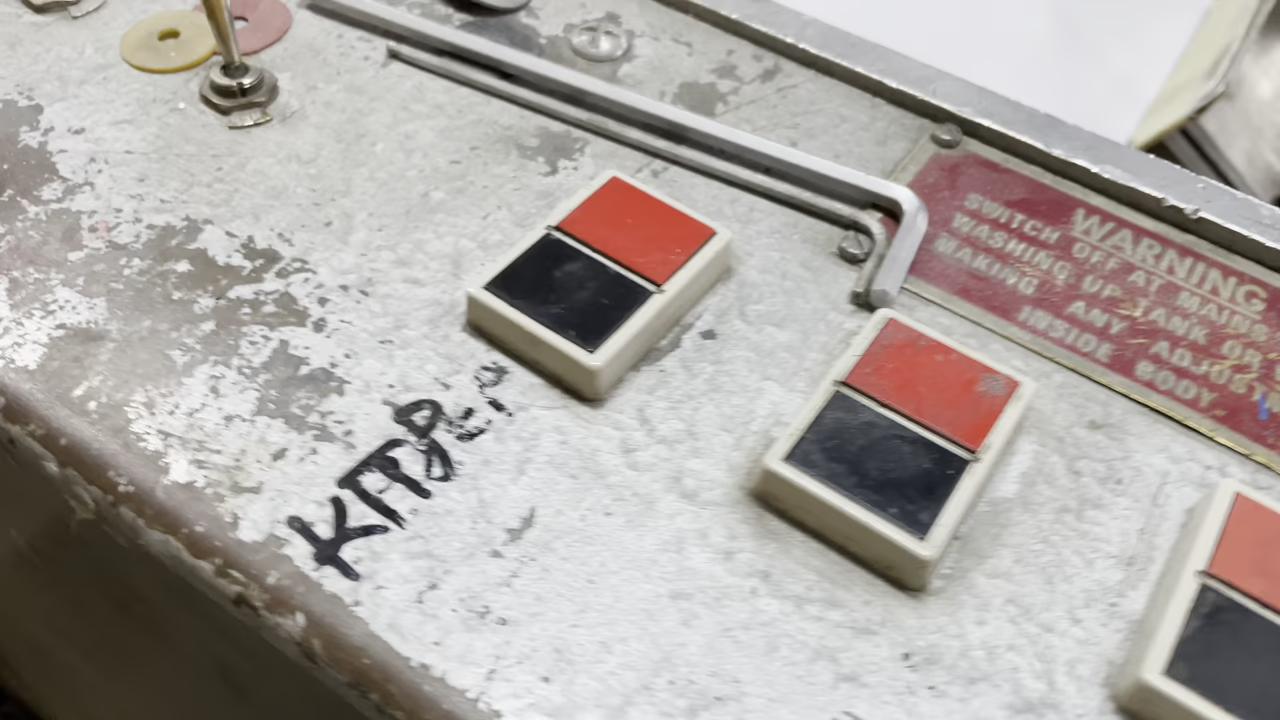 WARNING
SWITCH OFF AT MAINS
WASHING UP TANK OR
MAKING ANY ADJUST
INSIDE BODY